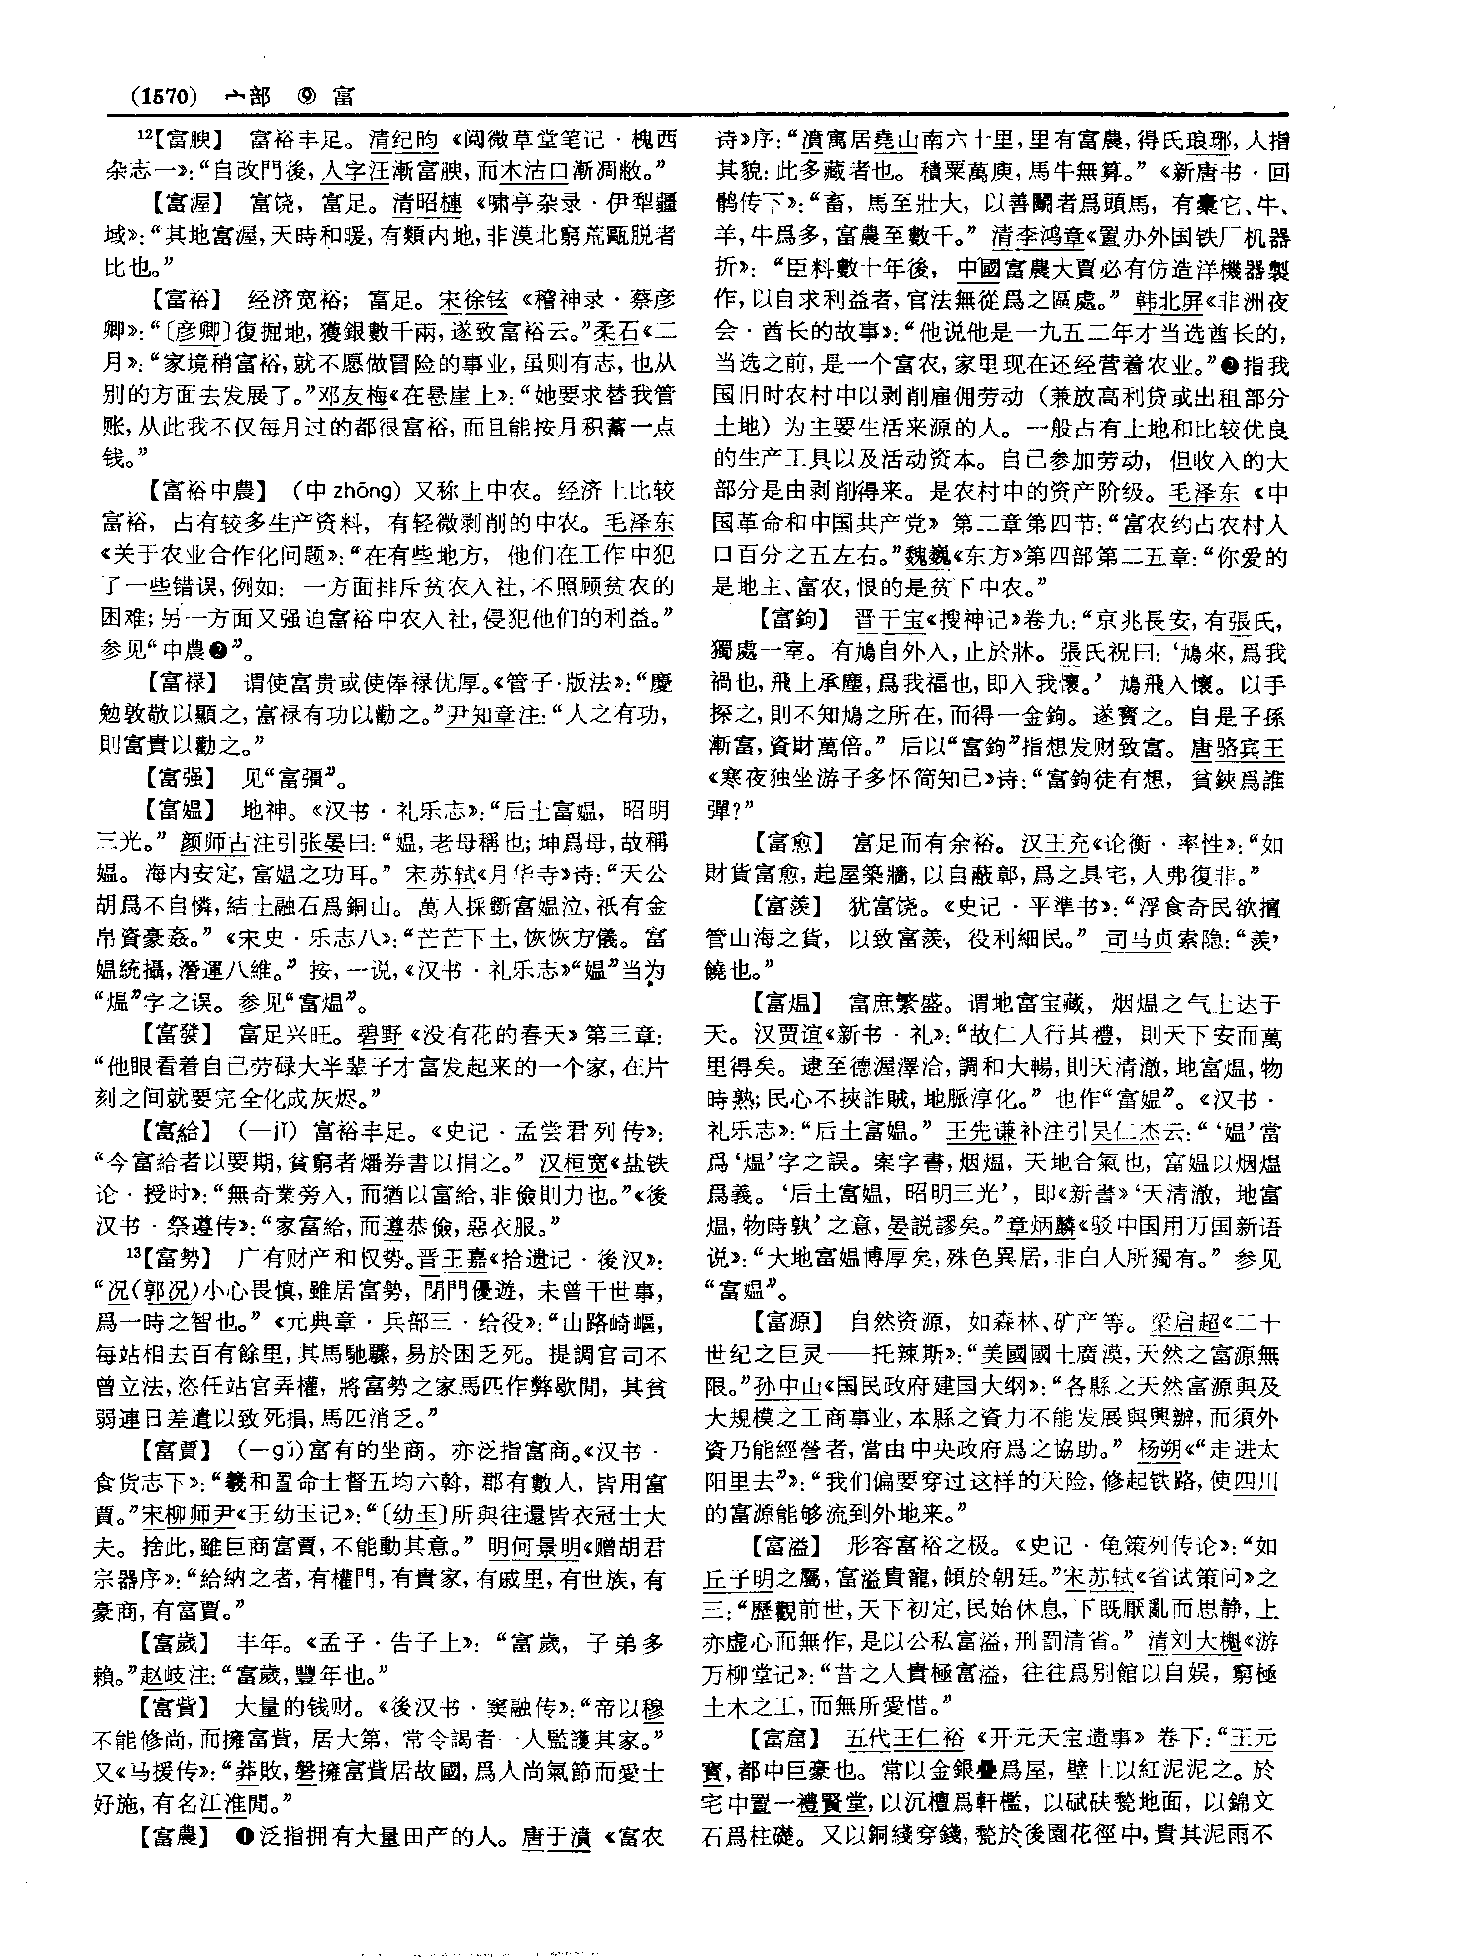 (1570) 宀部 ⑨ 富
12【富腴】 富裕丰足。清纪昀《阅微草堂笔记·槐西
杂志一》：“自改門後，人字汪漸富腴，而木沽口漸凋敝。”
【富渥】 富饶，富足。清昭槤《啸亭杂录·伊犁疆
域》：“其地富渥，天時和暖，有類内地，非漠北窮荒甌脱者
比也。”
【富裕】 经济宽裕；富足。宋徐铉《稽神录·蔡彦
卿》：“〔彦卿〕復掘地，獲銀數千兩，遂致富裕云。”柔石《二
月》：“家境稍富裕，就不愿做冒险的事业，虽则有志，也从
别的方面去发展了。”邓友梅《在悬崖上》：“她要求替我管
账，从此我不仅每月过的都很富裕，而且能按月积蓄一点
钱。”
【富裕中農】 （中 zhōng）又称上中农。经济上比较
富裕，占有较多生产资料，有轻微剥削的中农。毛泽东
《关于农业合作化问题》：“在有些地方，他们在工作中犯
了一些错误，例如：一方面排斥贫农入社，不照顾贫农的
困难；另一方面又强迫富裕中农入社，侵犯他们的利益。”
参见“中農❷”。
【富禄】 谓使富贵或使俸禄优厚。《管子·版法》：“慶
勉敦敬以顯之，富禄有功以勸之。”尹知章注：“人之有功，
則富貴以勸之。”
【富强】 见“富彊”。
【富媪】 地神。《汉书·礼乐志》：“后土富媪，昭明
三光。”颜师古注引张晏曰：“媪，老母稱也；坤爲母，故稱
媪。海内安定，富媪之功耳。”宋苏轼《月华寺》诗：“天公
胡爲不自憐，結土融石爲銅山。萬人採斵富媪泣，祇有金
帛資豪姦。”《宋史·乐志八》：“芒芒下土，恢恢方儀。富
媪統攝，潛運八維。”按，一说，《汉书·礼乐志》“媪”当为
“煴”字之误。参见“富煴”。
【富發】 富足兴旺。碧野《没有花的春天》第三章：
“他眼看着自己劳碌大半辈子才富发起来的一个家，在片
刻之间就要完全化成灰烬。”
【富給】 （—jǐ）富裕丰足。《史记·孟尝君列传》：
“今富給者以要期，貧窮者燔券書以捐之。”汉桓宽《盐铁
论·授时》：“無奇業旁入，而猶以富給，非儉則力也。”《後
汉书·祭遵传》：“家富給，而遵恭儉，惡衣服。”
13【富勢】 广有财产和权势。晋王嘉《拾遗记·後汉》：
“况（郭况）小心畏慎，雖居富勢，閉門優遊，未曾干世事，
爲一時之智也。”《元典章·兵部三·给役》：“山路崎嶇，
每站相去百有餘里，其馬馳驟，易於困乏死。提調官司不
曾立法，恣任站官弄權，將富勢之家馬匹作弊歇閒，其貧
弱連日差遣以致死損，馬匹消乏。”
【富賈】 （—gǔ）富有的坐商。亦泛指富商。《汉书·
食货志下》：“羲和置命士督五均六斡，郡有數人，皆用富
賈。”宋柳师尹《王幼玉记》：“〔幼玉〕所與往還皆衣冠士大
夫。捨此，雖巨商富賈，不能動其意。”明何景明《赠胡君
宗器序》：“給納之者，有權門，有貴家，有戚里，有世族，有
豪商，有富賈。”
【富歲】 丰年。《孟子·告子上》：“富歲，子弟多
賴。”赵岐注：“富歲，豐年也。”
【富貲】 大量的钱财。《後汉书·窦融传》：“帝以穆
不能修尚，而擁富貲，居大第，常令謁者一人監護其家。”
又《马援传》：“莽敗，磐擁富貲居故國，爲人尚氣節而愛士
好施，有名江淮閒。”
【富農】 ❶泛指拥有大量田产的人。唐于濆《富农
诗》序：“濆寓居堯山南六十里，里有富農，得氏琅琊，人指
其貌：此多藏者也。積粟萬庾，馬牛無算。”《新唐书·回
鹘传下》：“畜，馬至壯大，以善鬭者爲頭馬，有橐它、牛、
羊，牛爲多，富農至數千。”清李鸿章《置办外国铁厂机器
折》：“臣料數十年後，中國富農大賈必有仿造洋機器製
作，以自求利益者，官法無從爲之區處。”韩北屏《非洲夜
会·酋长的故事》：“他说他是一九五二年才当选酋长的，
当选之前，是一个富农，家里现在还经营着农业。”❷指我
国旧时农村中以剥削雇佣劳动（兼放高利贷或出租部分
土地）为主要生活来源的人。一般占有土地和比较优良
的生产工具以及活动资本。自己参加劳动，但收入的大
部分是由剥削得来。是农村中的资产阶级。毛泽东《中
国革命和中国共产党》第二章第四节：“富农约占农村人
口百分之五左右。”魏巍《东方》第四部第二五章：“你爱的
是地主、富农，恨的是贫下中农。”
【富鉤】 晋干宝《搜神记》卷九：“京兆長安，有張氏，
獨處一室。有鳩自外入，止於牀。張氏祝曰：‘鳩來，爲我
禍也，飛上承塵，爲我福也，即入我懷。’鳩飛入懷。以手
探之，則不知鳩之所在，而得一金鉤。遂寶之。自是子孫
漸富，資財萬倍。”后以“富鉤”指想发财致富。唐骆宾王
《寒夜独坐游子多怀简知己》诗：“富鉤徒有想，貧鋏爲誰
彈？”
【富愈】 富足而有余裕。汉王充《论衡·率性》：“如
財貨富愈，起屋築牆，以自蔽鄣，爲之具宅，人弗復非。”
【富羨】 犹富饶。《史记·平準书》：“浮食奇民欲擅
管山海之貨，以致富羨，役利細民。”司马贞索隐：“羨，
饒也。”
【富煴】 富庶繁盛。谓地富宝藏，烟煴之气上达于
天。汉贾谊《新书·礼》：“故仁人行其禮，則天下安而萬
里得矣。逮至德渥澤洽，調和大暢，則天清澈，地富煴，物
時熟；民心不挾詐賊，地脈淳化。”也作“富媪”。《汉书·
礼乐志》：“后土富媪。”王先谦补注引吴仁杰云：“‘媪’當
爲‘煴’字之誤。案字書，烟煴，天地合氣也，富媪以烟煴
爲義。‘后土富媪，昭明三光’，即《新書》‘天清澈，地富
煴，物時孰’之意，晏説謬矣。”章炳麟《驳中国用万国新语
说》：“大地富媪博厚矣，殊色異居，非白人所獨有。”参见
“富媪”。
【富源】 自然资源，如森林、矿产等。梁启超《二十
世纪之巨灵——托辣斯》：“美國國土廣漠，天然之富源無
限。”孙中山《国民政府建国大纲》：“各縣之天然富源與及
大規模之工商事业，本縣之資力不能发展與興辦，而須外
資乃能經營者，當由中央政府爲之協助。”杨朔《“走进太
阳里去”》：“我们偏要穿过这样的天险，修起铁路，使四川
的富源能够流到外地来。”
【富溢】 形容富裕之极。《史记·龟策列传论》：“如
丘子明之屬，富溢貴寵，傾於朝廷。”宋苏轼《省试策问》之
三：“歷觀前世，天下初定，民始休息，下既厭亂而思静，上
亦虚心而無作，是以公私富溢，刑罰清省。”清刘大櫆《游
万柳堂记》：“昔之人貴極富溢，往往爲别館以自娱，窮極
土木之工，而無所愛惜。”
【富窟】 五代王仁裕《开元天宝遗事》卷下：“王元
寶，都中巨豪也。常以金銀疊爲屋，壁上以紅泥泥之。於
宅中置一禮賢堂，以沉檀爲軒檻，以碔砆甃地面，以錦文
石爲柱礎。又以銅綫穿錢，甃於後園花徑中，貴其泥雨不